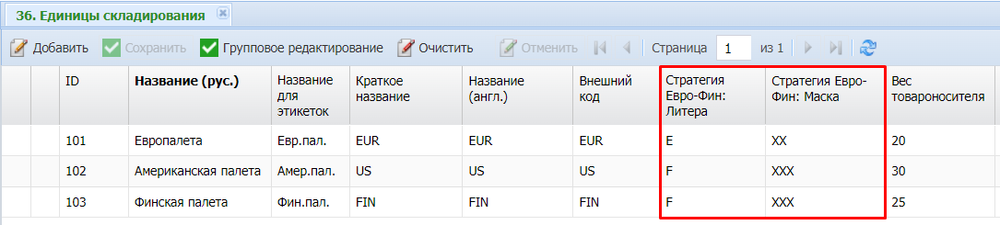 36. Единицы складирования
Добавить Сохранить Групповое редактирование Очистить Отменить Страница 1 из 1
ID Название (рус.) Название для этикеток Краткое название Название (англ.) Внешний код Стратегия Евро-Фин: Литера Стратегия Евро-Фин: Маска Вес товароносителя
101 Европалета Евр.пал. EUR EUR EUR E XX 20
102 Американская палета Амер.пал. US US US F XXX 30
103 Финская палета Фин.пал. FIN FIN FIN F XXX 25